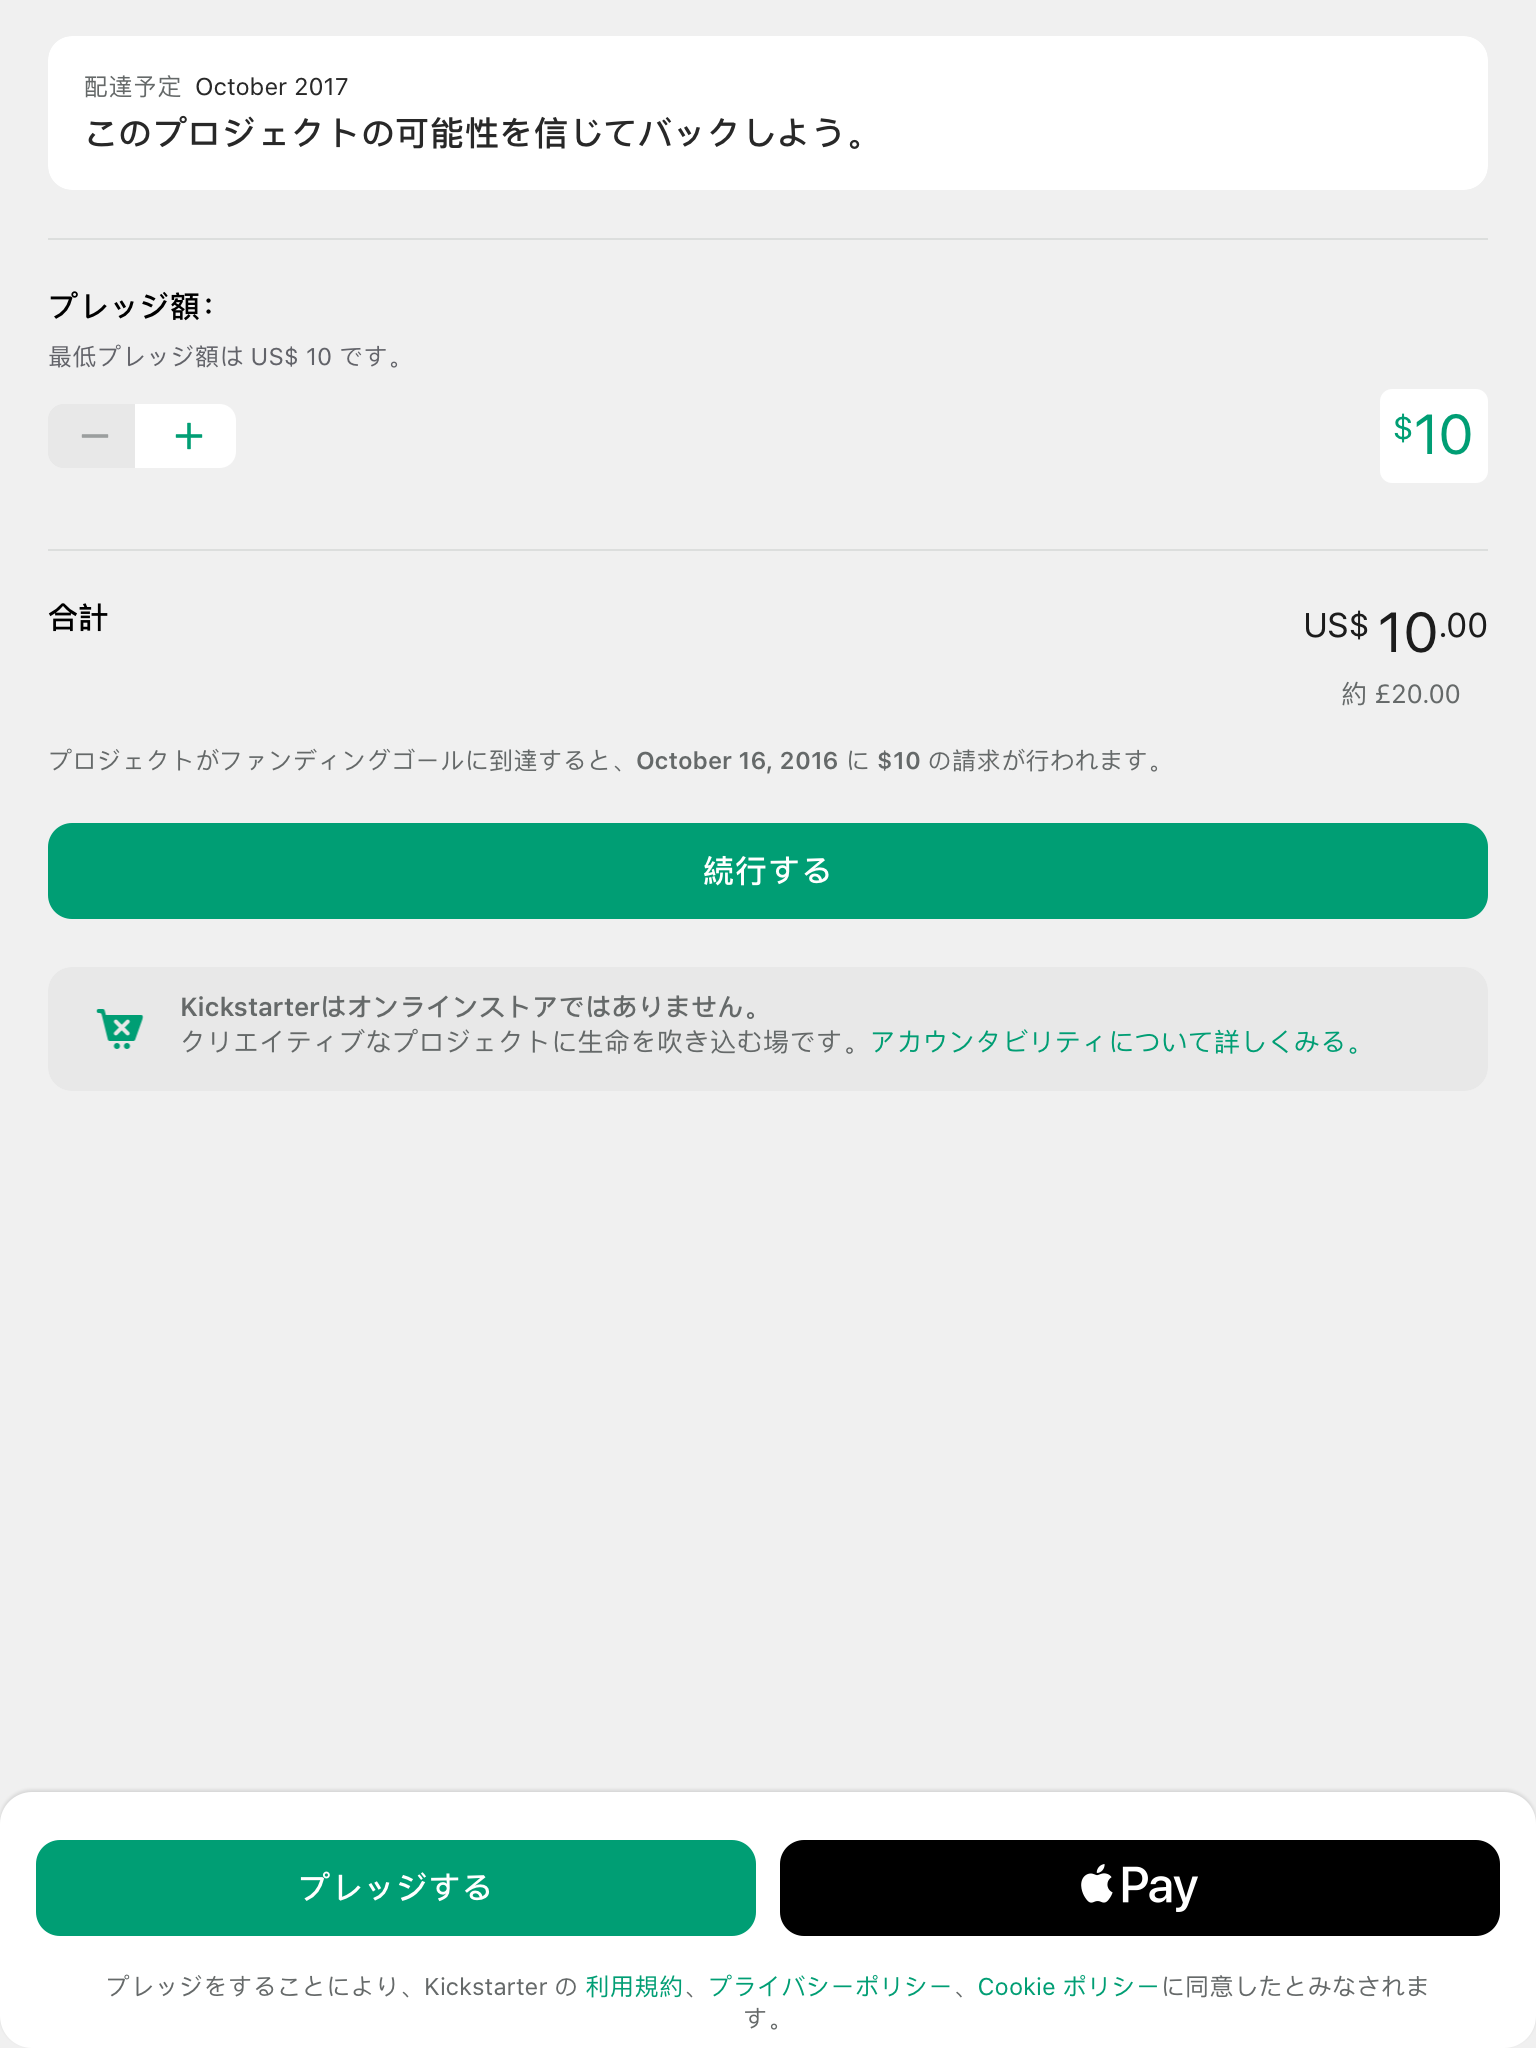 配達予定 October 2017
このプロジェクトの可能性を信じてバックしよう。
プレッジ額:
最低プレッジ額は US$ 10 です。
$10
合計
US$ 10.00
約 £20.00
プロジェクトがファンディングゴールに到達すると、October 16, 2016 に $10 の請求が行われます。
続行する
Kickstarterはオンラインストアではありません。
クリエイティブなプロジェクトに生命を吹き込む場です。アカウンタビリティについて詳しくみる。
プレッジする
Pay
プレッジをすることにより、Kickstarter の 利用規約、プライバシーポリシー、Cookie ポリシーに同意したとみなされま
す。